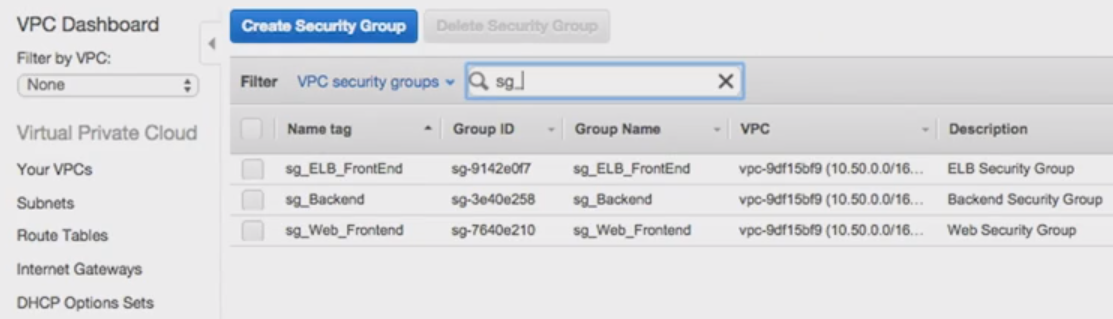 VPC Dashboard
Filter by VPC:
None
Virtual Private Cloud
Your VPCs
Subnets
Route Tables
Internet Gateways
DHCP Options Sets
Create Security Group Delete Security Group
Filter VPC security groups sg_
Name tag Group ID Group Name VPC Description
sg_ELB_FrontEnd sg-9142e0f7 sg_ELB_FrontEnd vpc-9df15bf9 (10.50.0.0/16... ELB Security Group
sg_Backend sg-3e40e258 sg_Backend vpc-9df15bf9 (10.50.0.0/16... Backend Security Group
sg_Web_Frontend sg-7640e210 sg_Web_Frontend vpc-9df15bf9 (10.50.0.0/16... Web Security Group